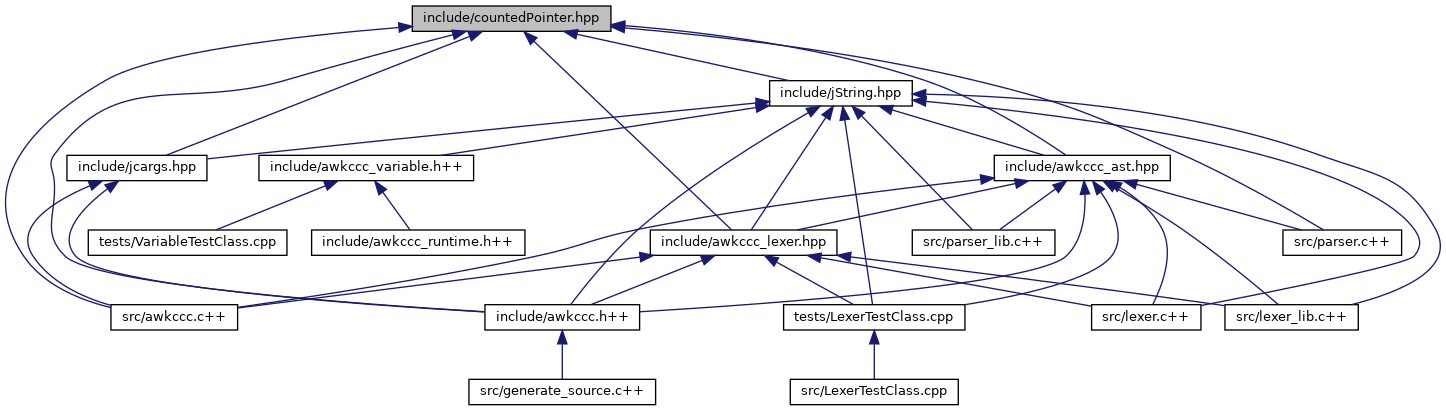 include/countedPointer.hpp
include/jString.hpp
include/jcargs.hpp
include/awkccc_variable.h++
include/awkccc_ast.hpp
tests/VariableTestClass.cpp
include/awkccc_runtime.h++
include/awkccc_lexer.hpp
src/parser_lib.c++
src/parser.c++
src/awkccc.c++
include/awkccc.h++
tests/LexerTestClass.cpp
src/lexer.c++
src/lexer_lib.c++
src/generate_source.c++
src/LexerTestClass.cpp